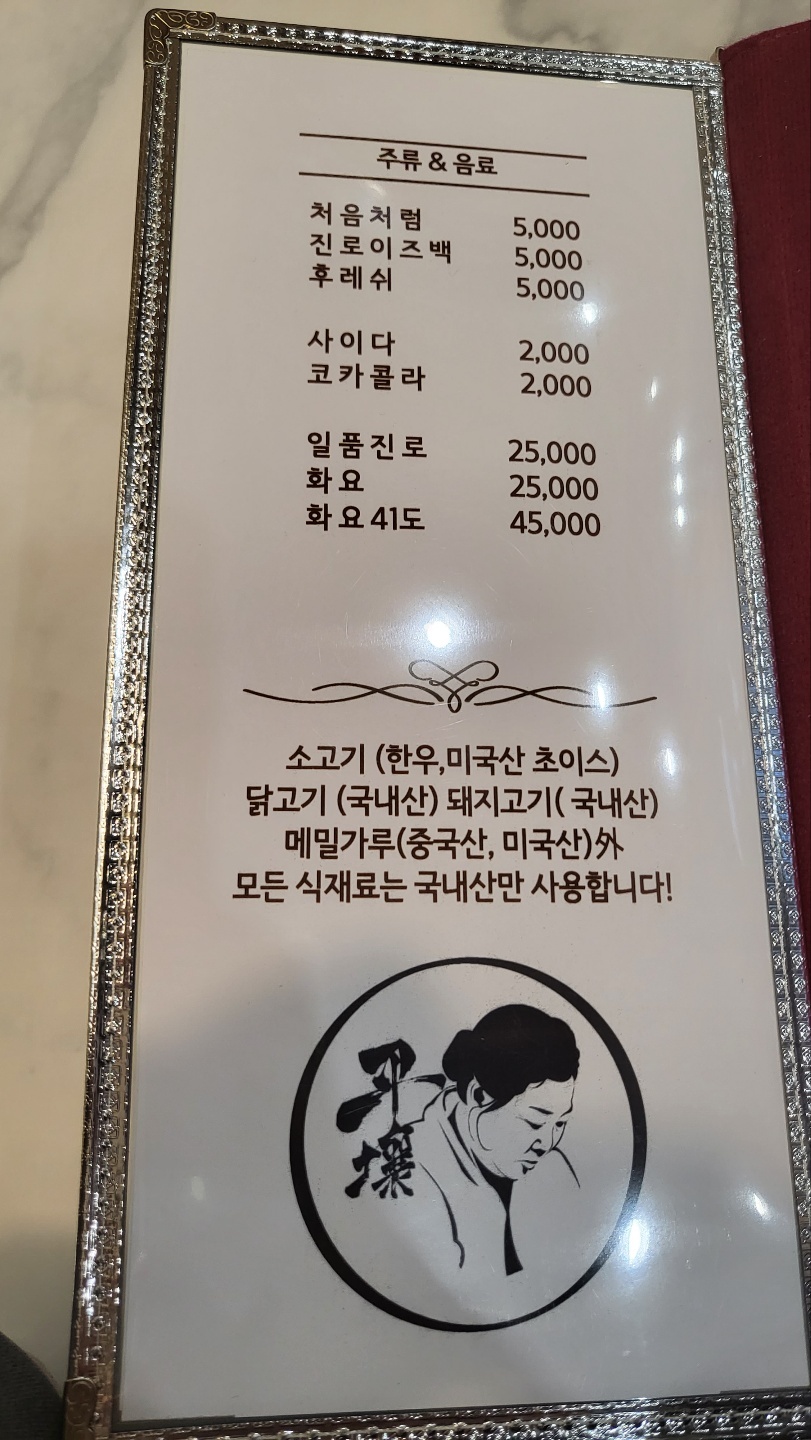 주류 & 음료
처음처럼 5,000
진로이즈백 5,000
후레쉬 5,000
사이다 2,000
코카콜라 2,000
일품진로 25,000
화요 25,000
화요 41도 45,000
소고기 (한우,미국산 초이스)
닭고기 (국내산) 돼지고기( 국내산)
메밀가루(중국산, 미국산)外
모든 식재료는 국내산만 사용합니다!
平
壤